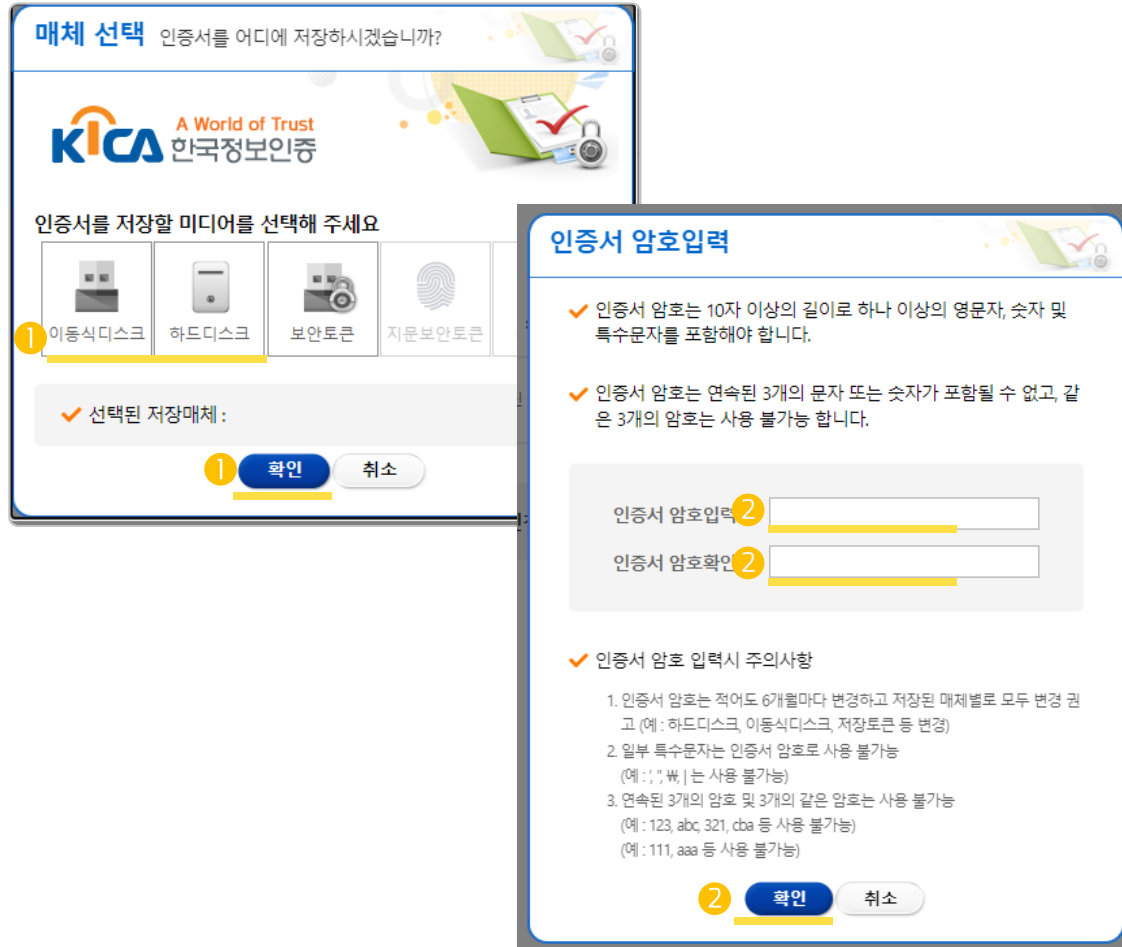 매체 선택 인증서를 어디에 저장하시겠습니까?
KICA A World of Trust
한국정보인증
인증서를 저장할 미디어를 선택해 주세요
1 이동식디스크 하드디스크 보안토큰 지문보안토큰
선택된 저장매체 :
1 확인 취소
인증서 암호입력
인증서 암호는 10자 이상의 길이로 하나 이상의 영문자, 숫자 및
특수문자를 포함해야 합니다.
인증서 암호는 연속된 3개의 문자 또는 숫자가 포함될 수 없고, 같
은 3개의 암호는 사용 불가능 합니다.
인증서 암호입력 2
인증서 암호확인 2
인증서 암호 입력시 주의사항
1. 인증서 암호는 적어도 6개월마다 변경하고 저장된 매체별로 모두 변경 권
고 (예 : 하드디스크, 이동식디스크, 저장토큰 등 변경)
2. 일부 특수문자는 인증서 암호로 사용 불가능
(예 : ', ", ₩, | 는 사용 불가능)
3. 연속된 3개의 암호 및 3개의 같은 암호는 사용 불가능
(예 : 123, abc, 321, cba 등 사용 불가능)
(예 : 111, aaa 등 사용 불가능)
2 확인 취소